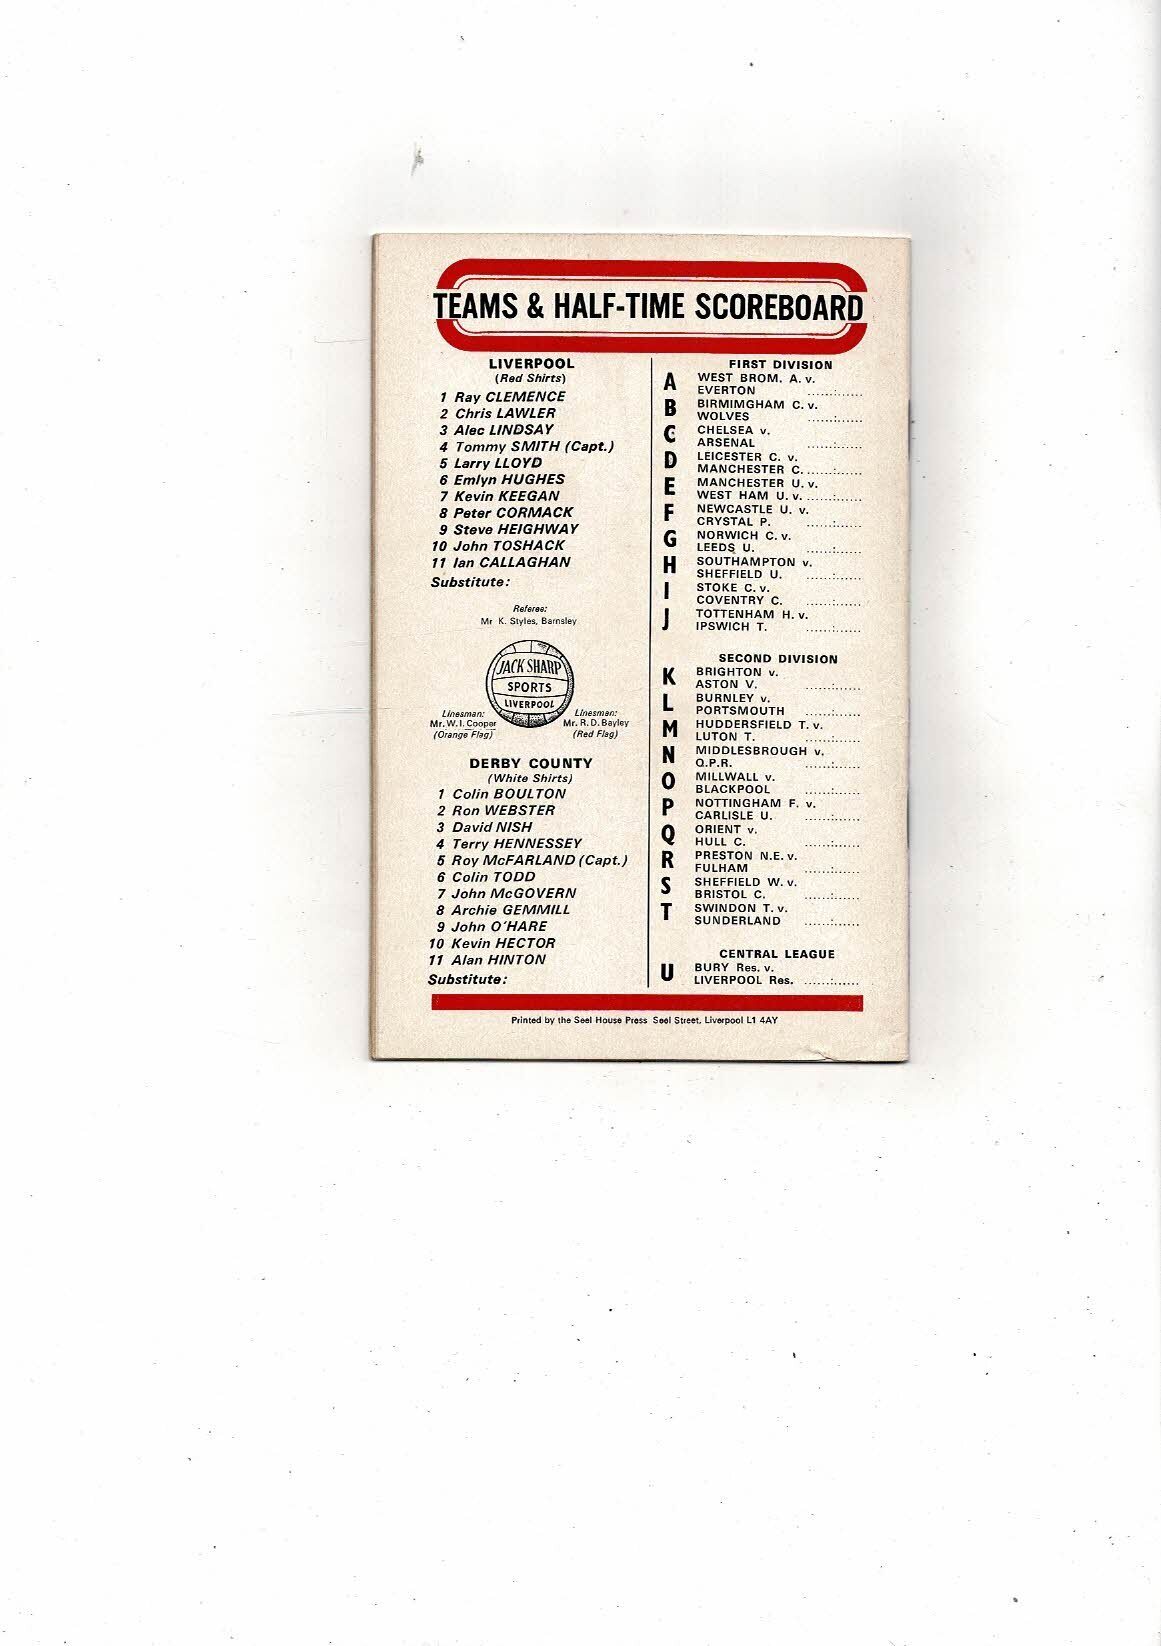 TEAMS & HALF-TIME SCOREBOARD
LIVERPOOL
(Red Shirts)
1 Ray CLEMENCE
2 Chris LAWLER
3 Alec LINDSAY
4 Tommy SMITH (Capt.)
5 Larry LLOYD
6 Emlyn HUGHES
7 Kevin KEEGAN
8 Peter CORMACK
9 Steve HEIGHWAY
10 John TOSHACK
11 Ian CALLAGHAN
Substitute:
Referee:
Mr K. Styles, Barnsley
JACK SHARP
SPORTS
LIVERPOOL
Linesman:
Mr. W. I. Cooper
(Orange Flag)
Linesman:
Mr. R. D. Bayley
(Red Flag)
DERBY COUNTY
(White Shirts)
1 Colin BOULTON
2 Ron WEBSTER
3 David NISH
4 Terry HENNESSEY
5 Roy McFARLAND (Capt.)
6 Colin TODD
7 John McGOVERN
8 Archie GEMMILL
9 John O'HARE
10 Kevin HECTOR
11 Alan HINTON
Substitute:
FIRST DIVISION
A WEST BROM. A. v.
EVERTON ......:......
B BIRMIMGHAM C. v.
WOLVES ......:......
C CHELSEA v.
ARSENAL ......:......
D LEICESTER C. v.
MANCHESTER C. ......:......
E MANCHESTER U. v.
WEST HAM U. v. ......:......
F NEWCASTLE U. v.
CRYSTAL P. ......:......
G NORWICH C. v.
LEEDS U. ......:......
H SOUTHAMPTON v.
SHEFFIELD U. ......:......
I STOKE C. v.
COVENTRY C. ......:......
J TOTTENHAM H. v.
IPSWICH T. ......:......
SECOND DIVISION
K BRIGHTON v.
ASTON V. ......:......
L BURNLEY v.
PORTSMOUTH ......:......
M HUDDERSFIELD T. v.
LUTON T. ......:......
N MIDDLESBROUGH v.
Q.P.R. ......:......
O MILLWALL v.
BLACKPOOL ......:......
P NOTTINGHAM F. v.
CARLISLE U. ......:......
Q ORIENT v.
HULL C. ......:......
R PRESTON N.E. v.
FULHAM ......:......
S SHEFFIELD W. v.
BRISTOL C. ......:......
T SWINDON T. v.
SUNDERLAND ......:......
CENTRAL LEAGUE
U BURY Res. v.
LIVERPOOL Res. ......:......
Printed by the Seel House Press Seel Street, Liverpool L1 4AY